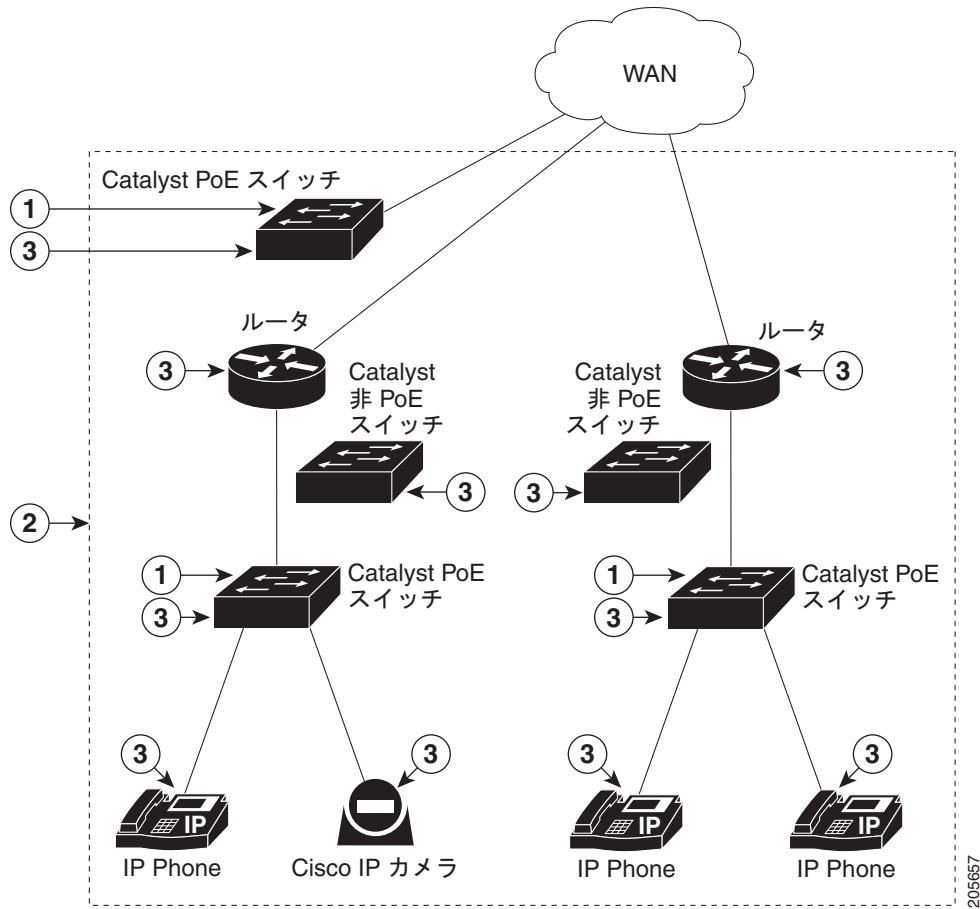 WAN
Catalyst PoE スイッチ
1
3
ルータ
ルータ
3
3
Catalyst
非 PoE
スイッチ
Catalyst
非 PoE
スイッチ
3
3
2
1
3
Catalyst PoE
スイッチ
1
3
Catalyst PoE
スイッチ
3
3
3
3
IP
IP
IP
IP Phone
Cisco IP カメラ
IP Phone
IP Phone
205657